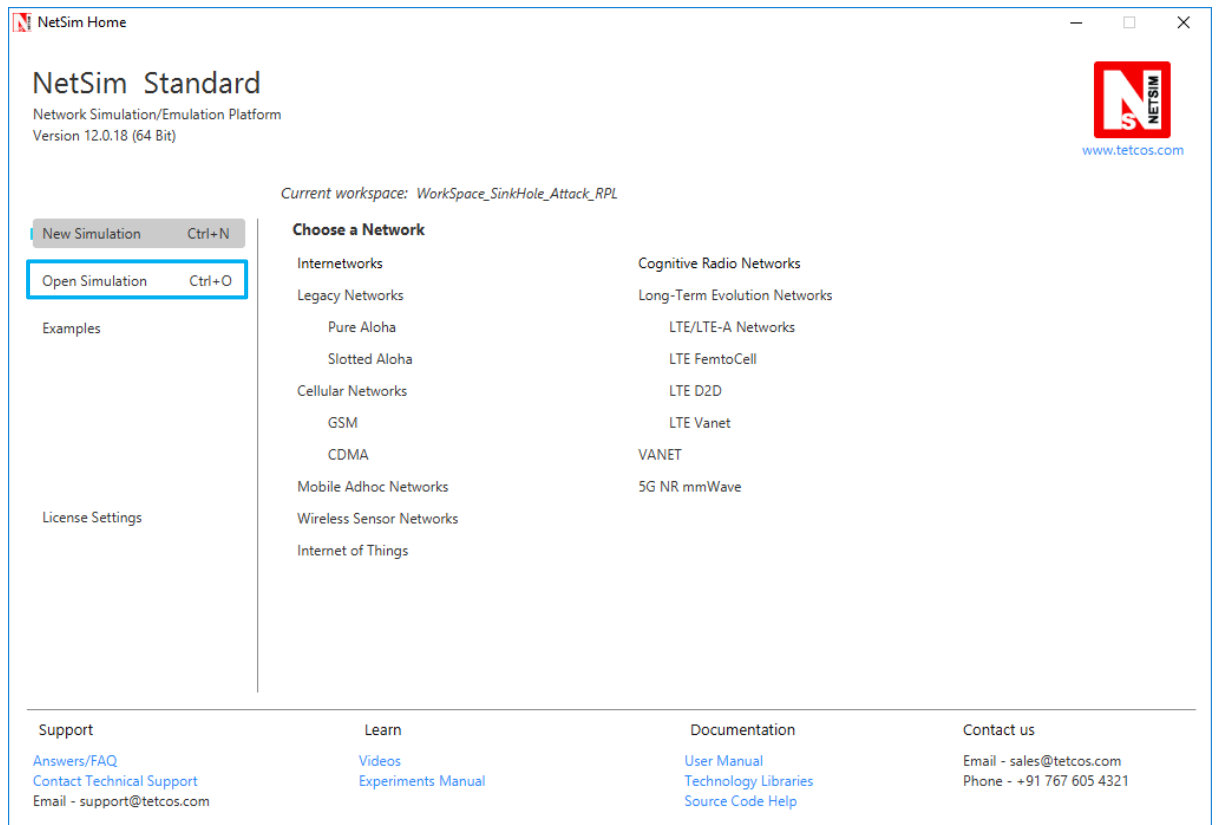 NetSim Home
NetSim Standard
Network Simulation/Emulation Platform
Version 12.0.18 (64 Bit)
N
S
NETSIM
www.tetcos.com
Current workspace: WorkSpace_SinkHole_Attack_RPL
New Simulation Ctrl+N
Open Simulation Ctrl+O
Examples
License Settings
Choose a Network
Internetworks
Legacy Networks
Pure Aloha
Slotted Aloha
Cellular Networks
GSM
CDMA
Mobile Adhoc Networks
Wireless Sensor Networks
Internet of Things
Cognitive Radio Networks
Long-Term Evolution Networks
LTE/LTE-A Networks
LTE FemtoCell
LTE D2D
LTE Vanet
VANET
5G NR mmWave
Support
Answers/FAQ
Contact Technical Support
Email - support@tetcos.com
Learn
Videos
Experiments Manual
Documentation
User Manual
Technology Libraries
Source Code Help
Contact us
Email - sales@tetcos.com
Phone - +91 767 605 4321